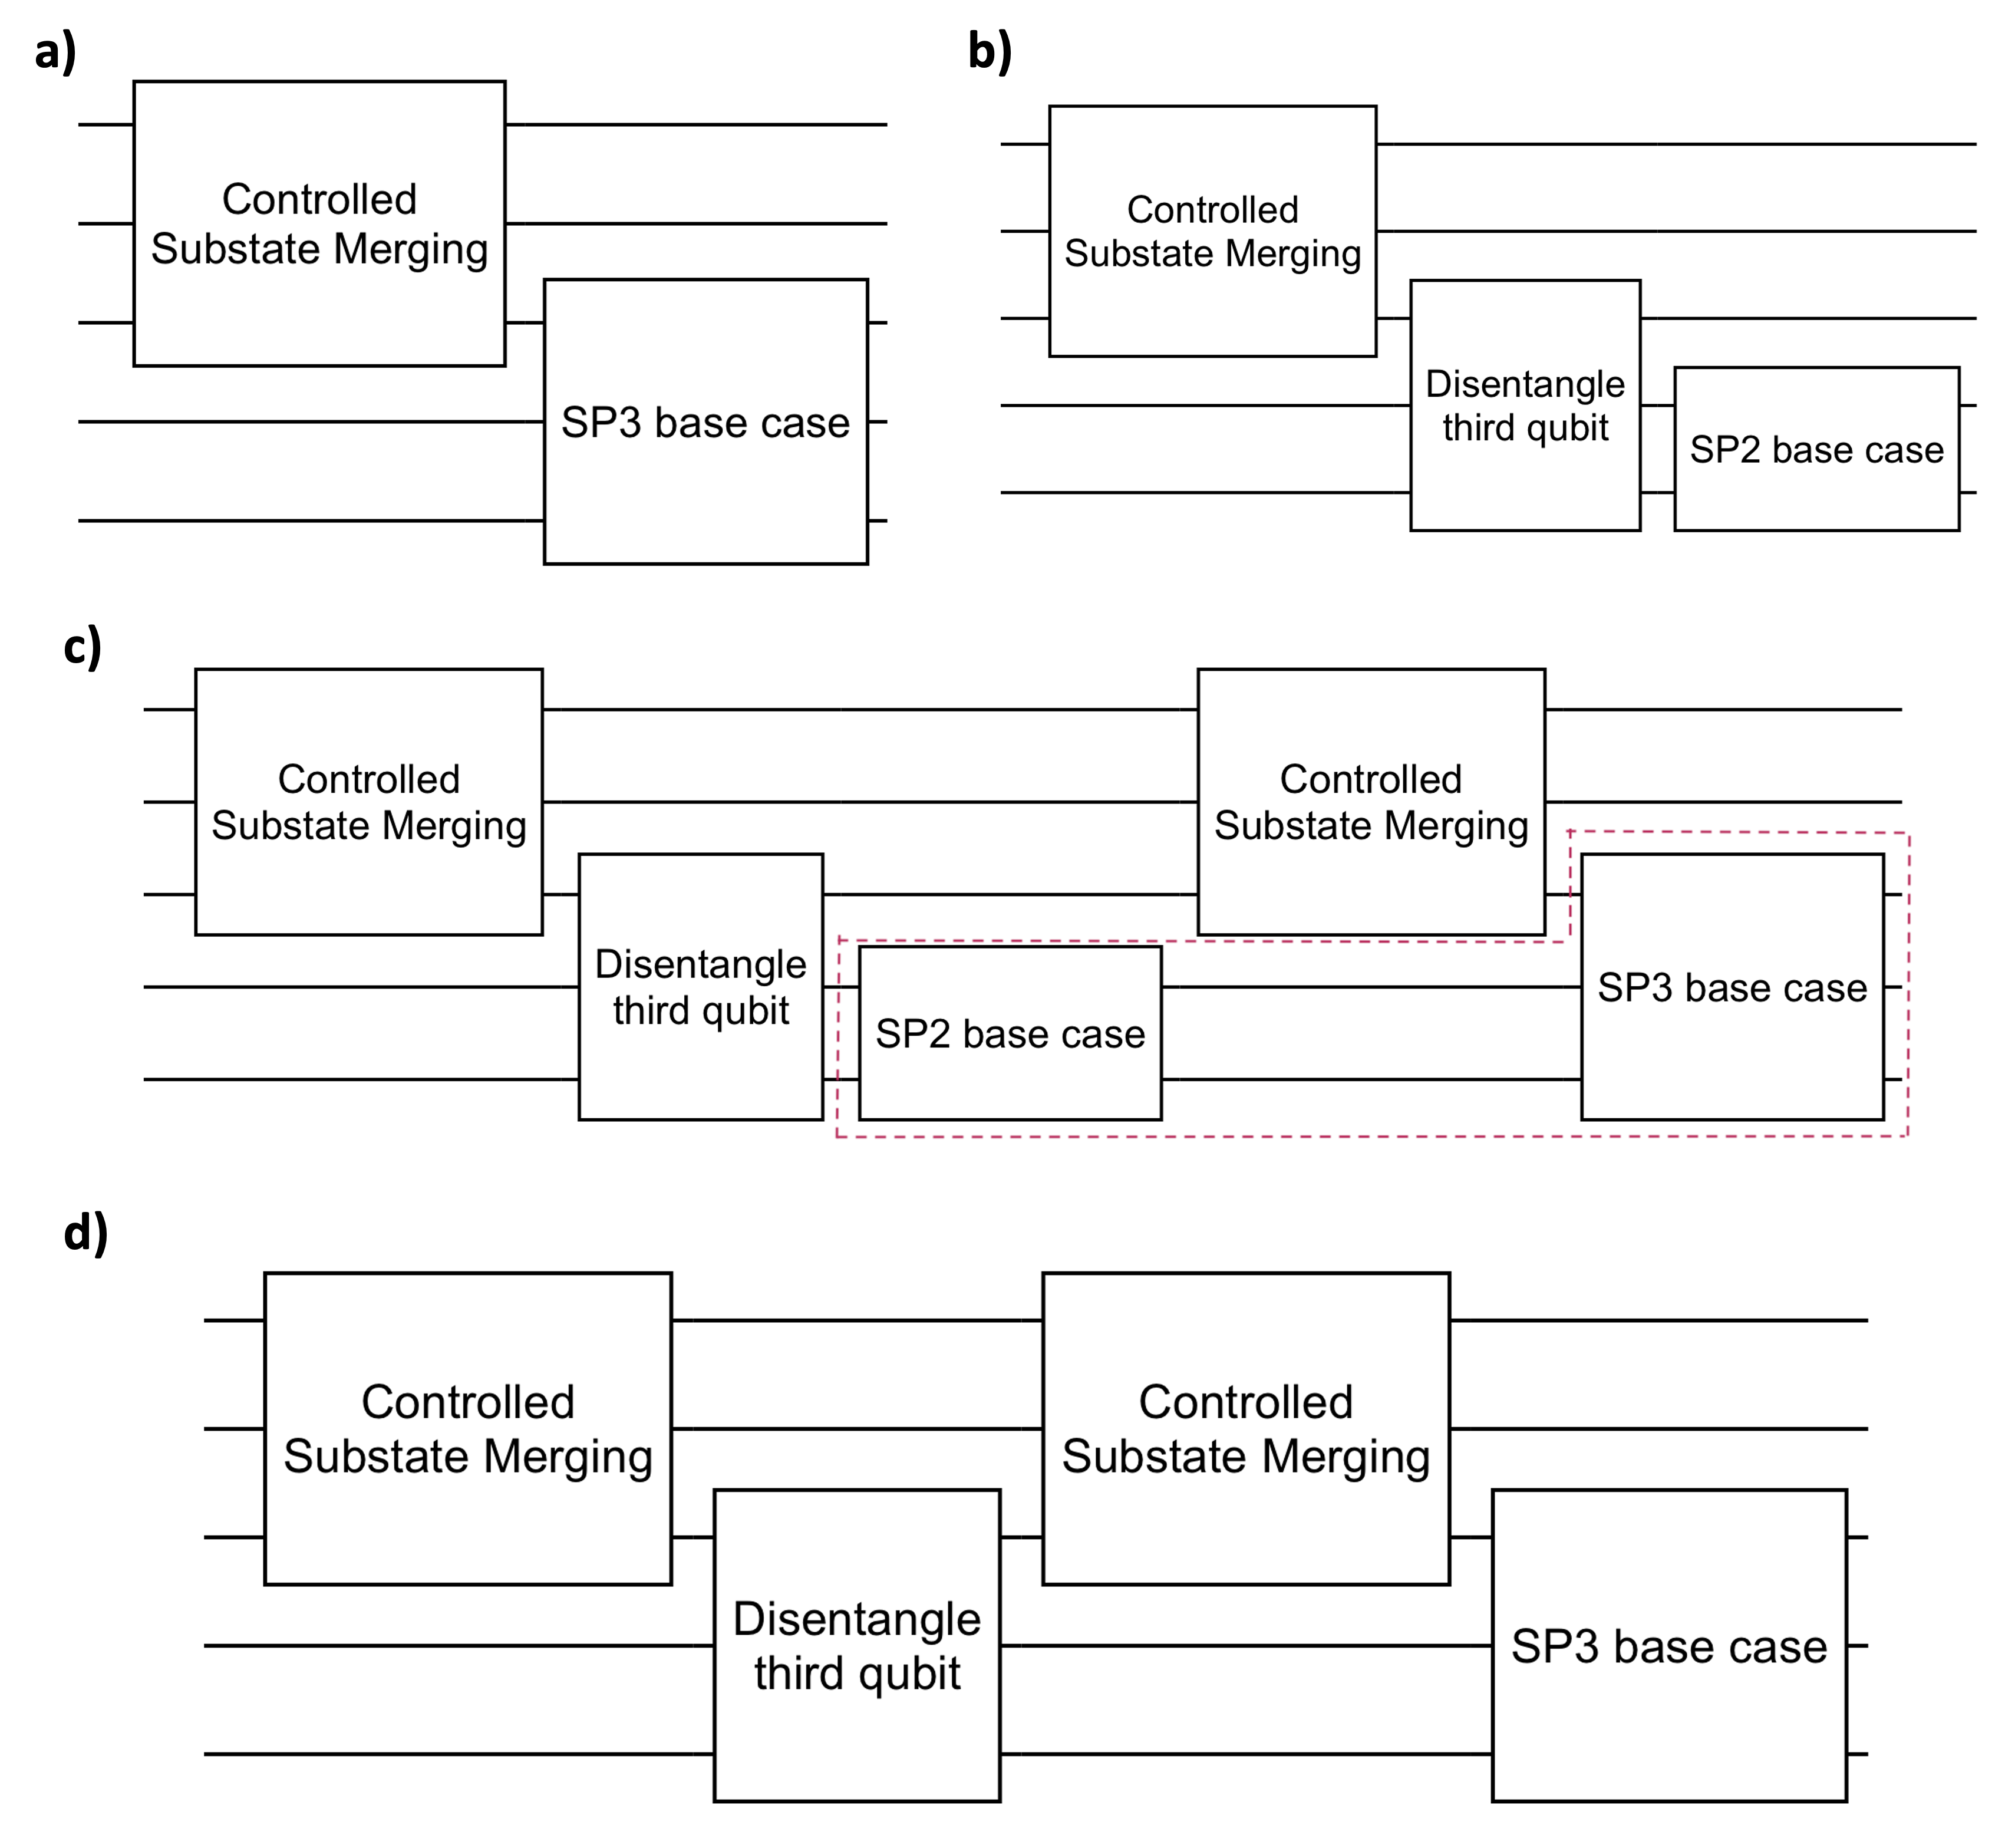 a)
Controlled
Substate Merging
SP3 base case
b)
Controlled
Substate Merging
Disentangle
third qubit
SP2 base case
c)
Controlled
Substate Merging
Disentangle
third qubit
SP2 base case
Controlled
Substate Merging
SP3 base case
d)
Controlled
Substate Merging
Disentangle
third qubit
Controlled
Substate Merging
SP3 base case